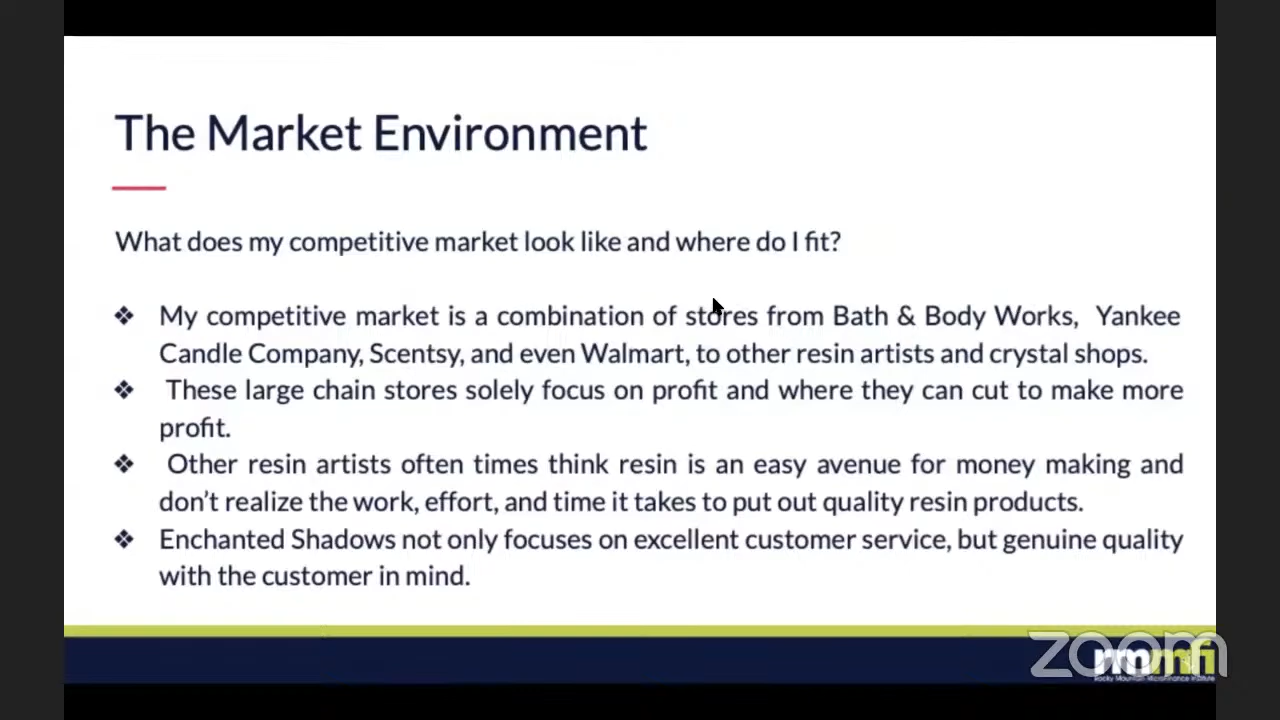 The Market Environment
What does my competitive market look like and where do I fit?
❖ My competitive market is a combination of stores from Bath & Body Works, Yankee
Candle Company, Scentsy, and even Walmart, to other resin artists and crystal shops.
❖ These large chain stores solely focus on profit and where they can cut to make more
profit.
❖ Other resin artists often times think resin is an easy avenue for money making and
don’t realize the work, effort, and time it takes to put out quality resin products.
❖ Enchanted Shadows not only focuses on excellent customer service, but genuine quality
with the customer in mind.
zoom
rmmfi
Rocky Mountain MicroFinance Institute